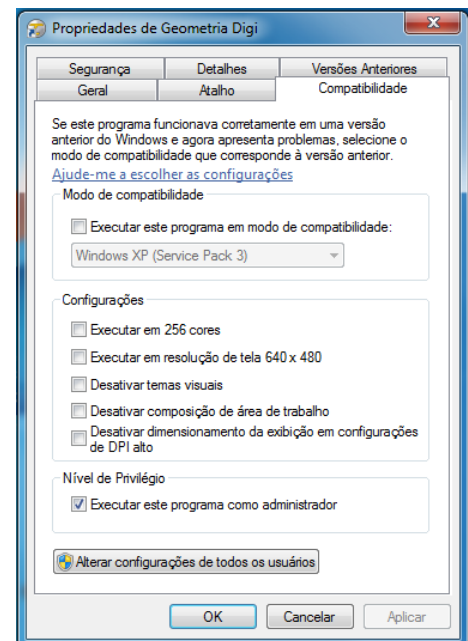 Propriedades de Geometria Digi
Segurança Detalhes Versões Anteriores
Geral Atalho Compatibilidade
Se este programa funcionava corretamente em uma versão
anterior do Windows e agora apresenta problemas, selecione o
modo de compatibilidade que corresponde à versão anterior.
Ajude-me a escolher as configurações
Modo de compatibilidade
Executar este programa em modo de compatibilidade:
Windows XP (Service Pack 3)
Configurações
Executar em 256 cores
Executar em resolução de tela 640 x 480
Desativar temas visuais
Desativar composição de área de trabalho
Desativar dimensionamento da exibição em configurações
de DPI alto
Nível de Privilégio
Executar este programa como administrador
Alterar configurações de todos os usuários
OK Cancelar Aplicar